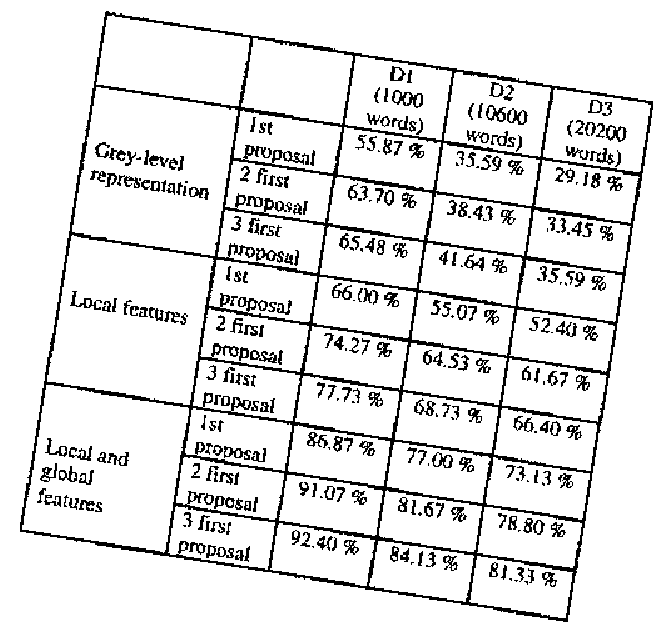 D1
(1000
words)
D2
(10600
words)
D3
(20200
words)
Grey-level
representation
1st
proposal
55.87 %
35.59 %
29.18 %
2 first
proposal
63.70 %
38.43 %
33.45 %
3 first
proposal
65.48 %
41.64 %
35.59 %
Local features
1st
proposal
66.00 %
55.07 %
52.40 %
2 first
proposal
74.27 %
64.53 %
61.67 %
3 first
proposal
77.73 %
68.73 %
66.40 %
Local and
global
features
1st
proposal
86.87 %
77.00 %
73.13 %
2 first
proposal
91.07 %
81.67 %
78.80 %
3 first
proposal
92.40 %
84.13 %
81.33 %